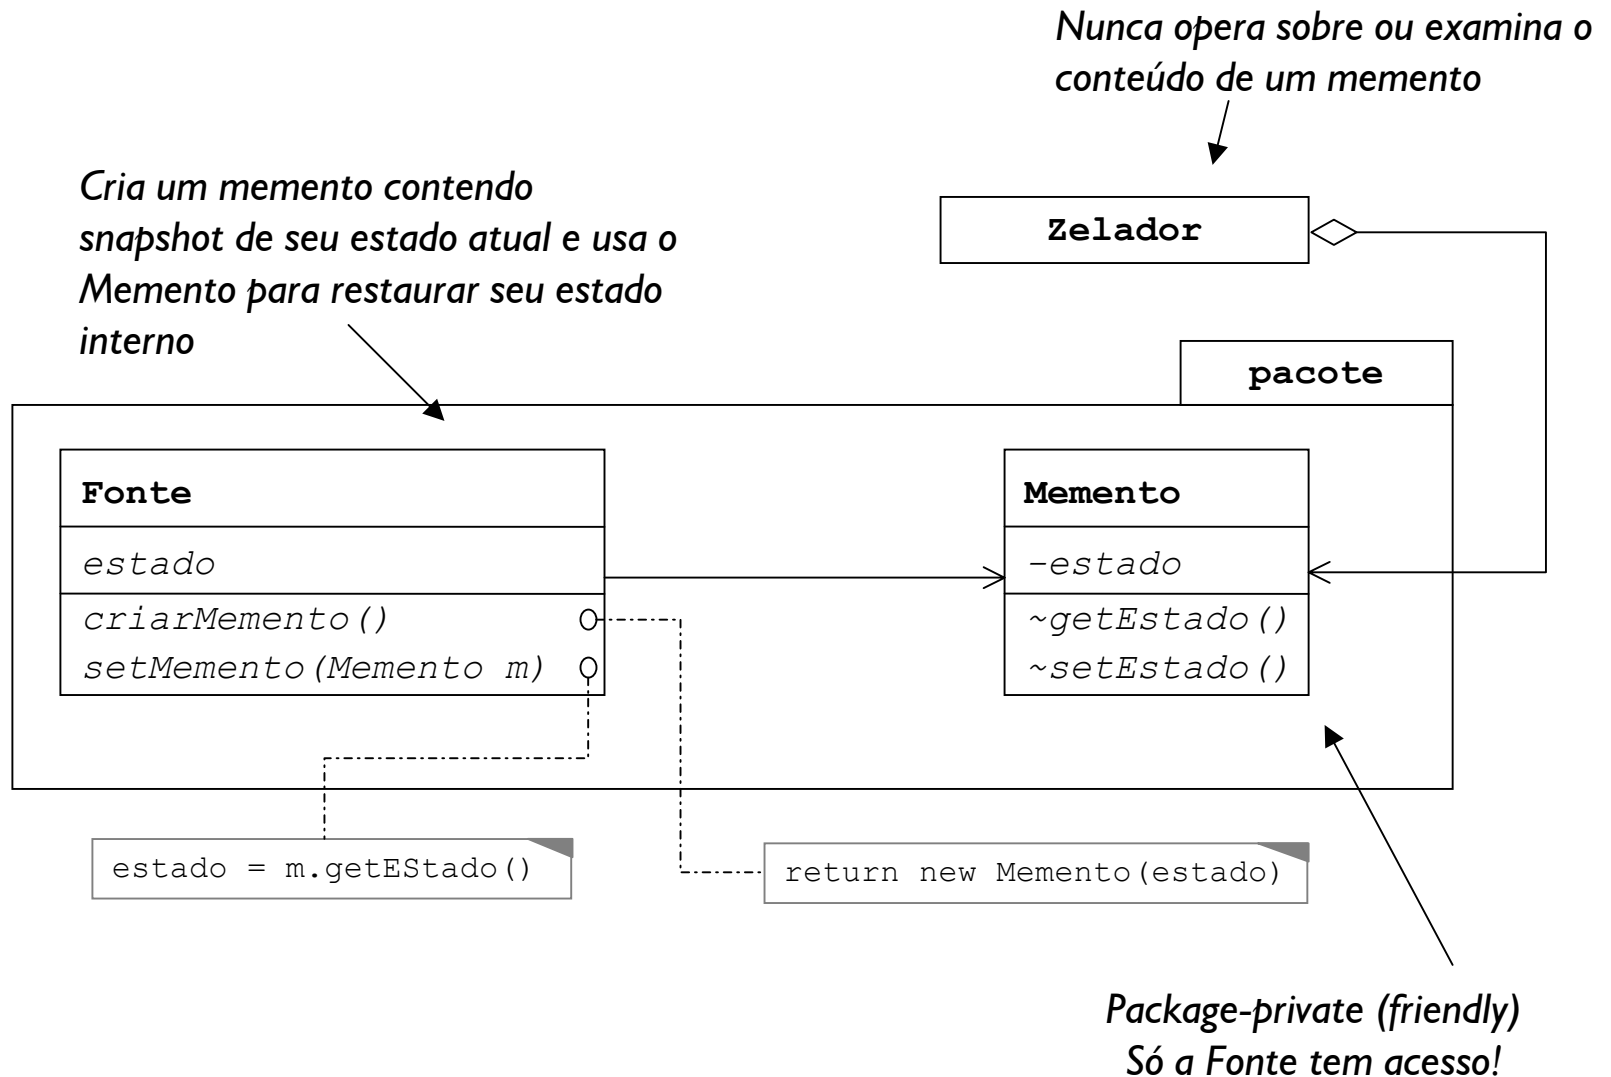 Nunca opera sobre ou examina o
conteúdo de um memento
Cria um memento contendo
snapshot de seu estado atual e usa o
Memento para restaurar seu estado
interno
Zelador
pacote
Fonte
estado
criarMemento()
setMemento(Memento m)
Memento
-estado
~getEstado()
~setEstado()
estado = m.getEStado()
return new Memento(estado)
Package-private (friendly)
Só a Fonte tem acesso!